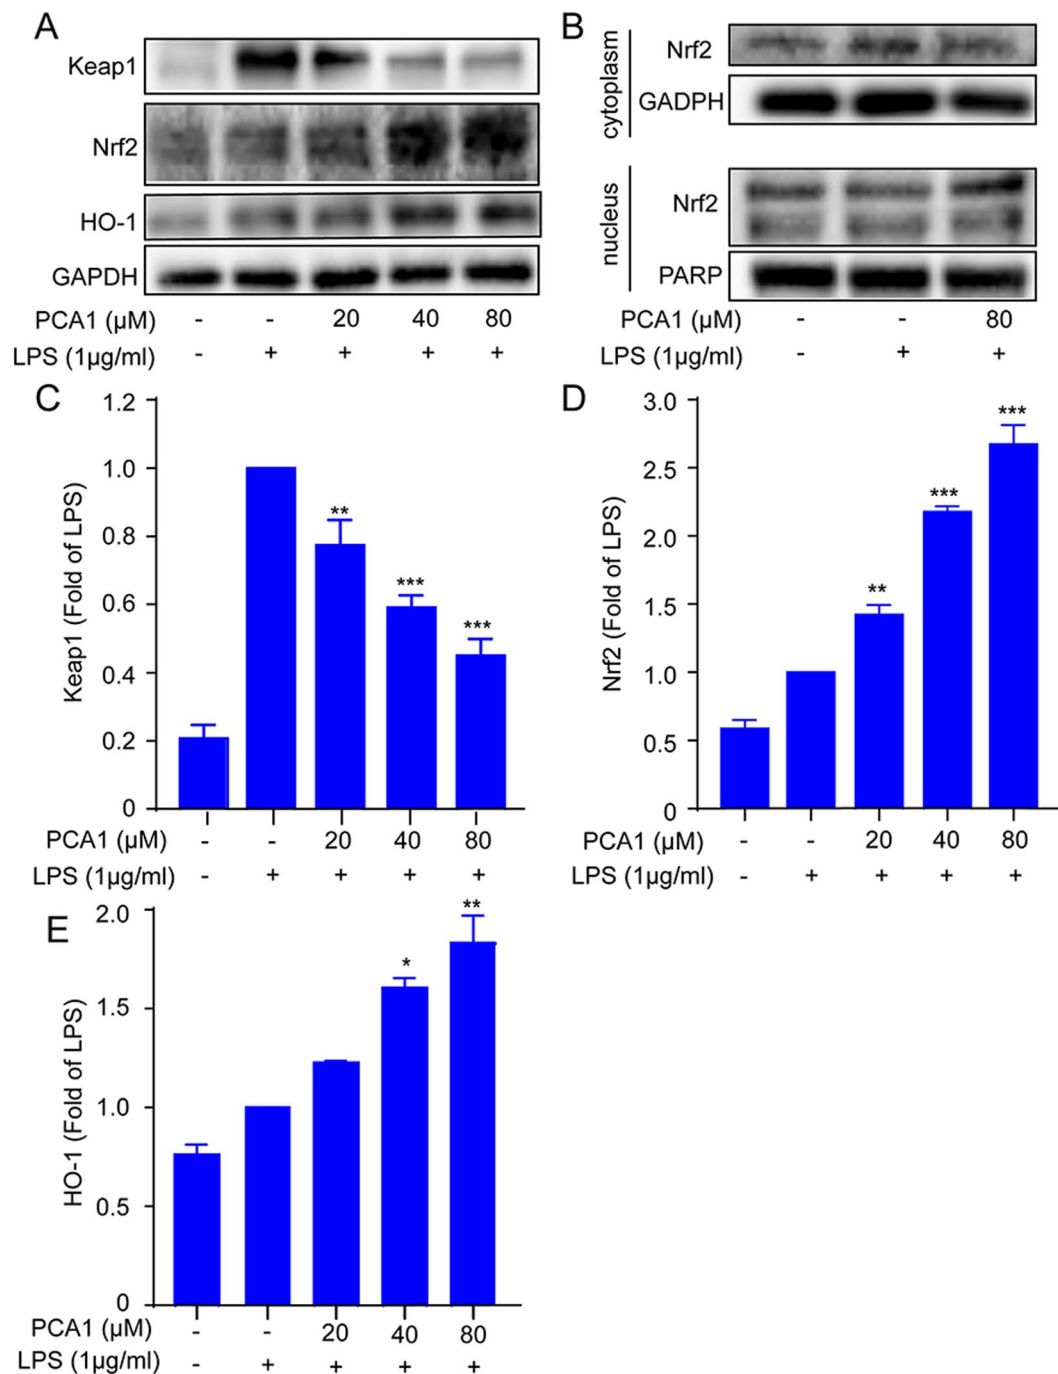 A
Keap1
Nrf2
HO-1
GAPDH
PCA1 (μM) - - 20 40 80
LPS (1μg/ml) - + + + +
B
cytoplasm
Nrf2
GADPH
nucleus
Nrf2
PARP
PCA1 (μM) - - 80
LPS (1μg/ml) - + +
C
Keap1 (Fold of LPS)
1.2
1.0
0.8
0.6
0.4
0.2
0
**
***
***
PCA1 (μM) - - 20 40 80
LPS (1μg/ml) - + + + +
D
Nrf2 (Fold of LPS)
3.0
2.5
2.0
1.5
1.0
0.5
0
**
***
***
PCA1 (μM) - - 20 40 80
LPS (1μg/ml) - + + + +
E
HO-1 (Fold of LPS)
2.0
1.5
1.0
0.5
0
*
**
PCA1 (μM) - - 20 40 80
LPS (1μg/ml) - + + + +